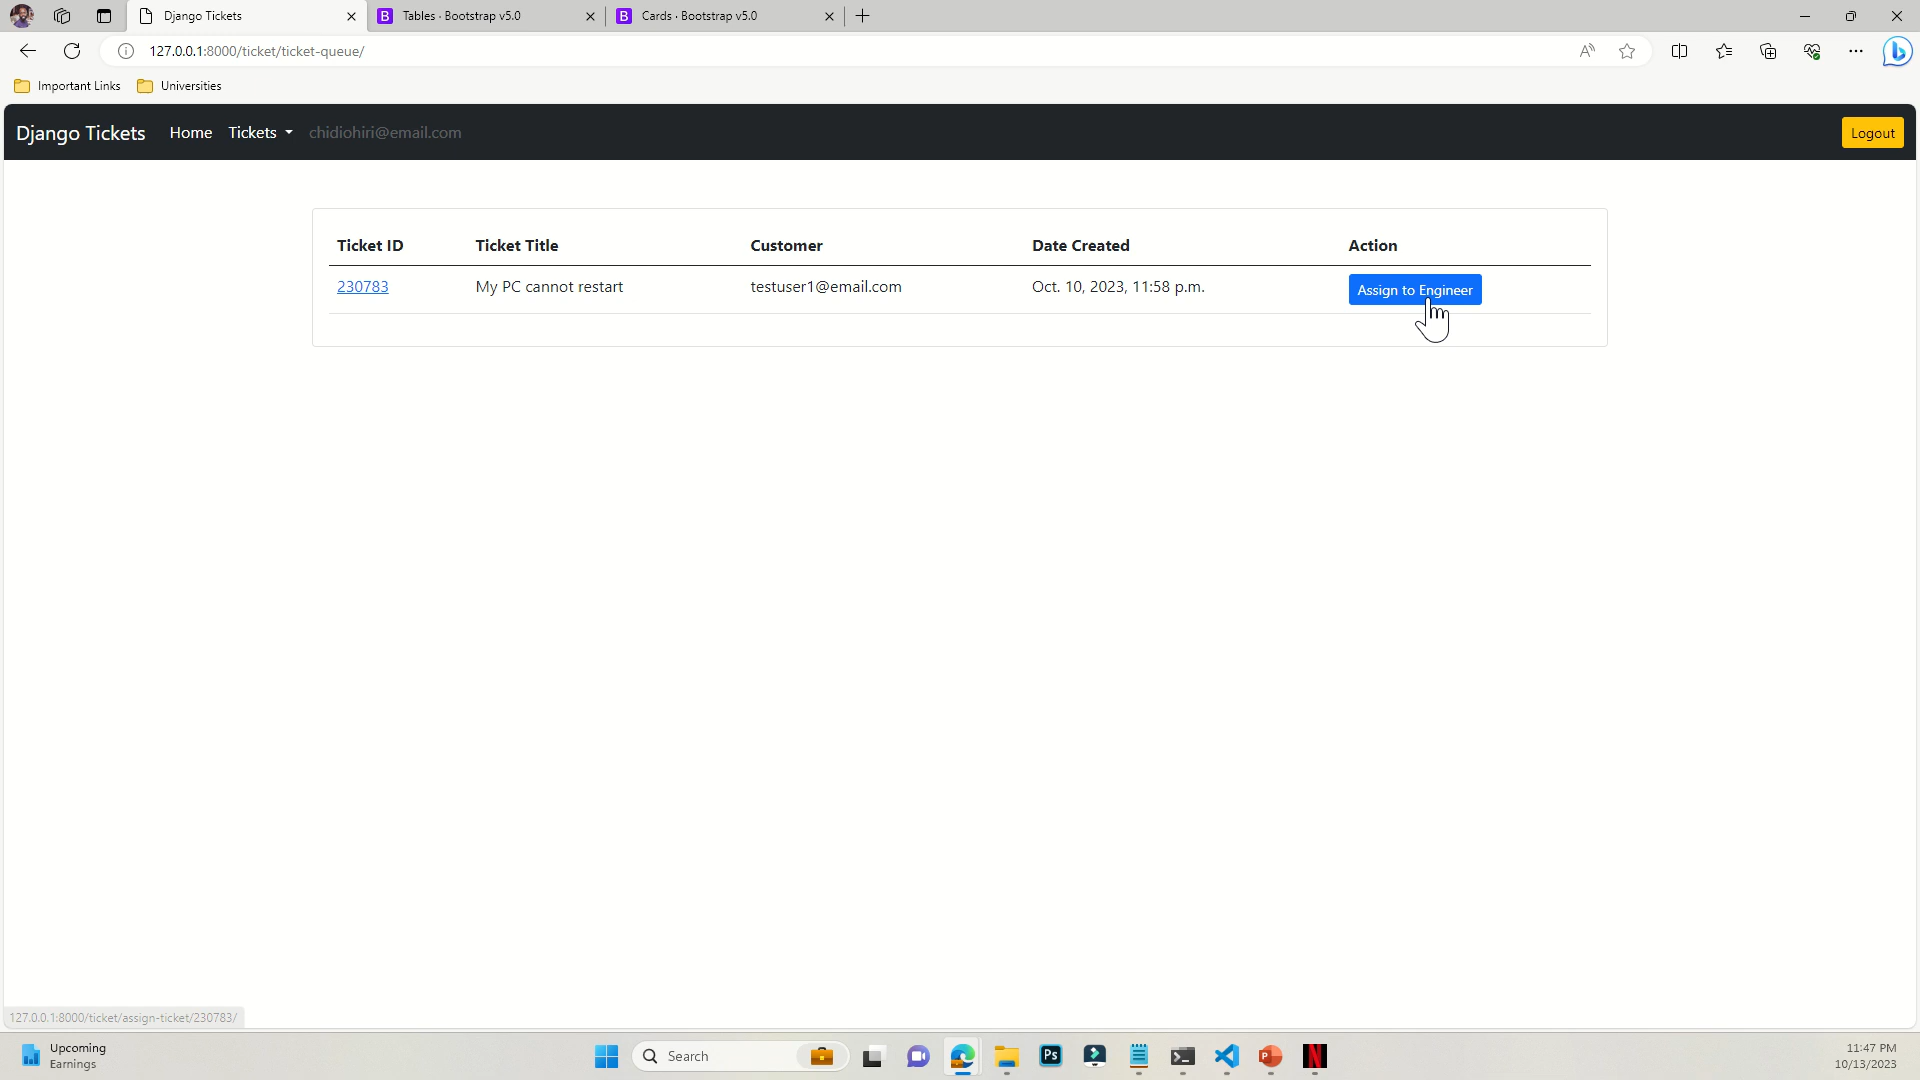 Django Tickets
Tables · Bootstrap v5.0
Cards · Bootstrap v5.0
127.0.0.1:8000/ticket/ticket-queue/
Important Links
Universities
Django Tickets Home Tickets chidiohiri@email.com Logout
Ticket ID Ticket Title Customer Date Created Action
230783 My PC cannot restart testuser1@email.com Oct. 10, 2023, 11:58 p.m. Assign to Engineer
127.0.0.1:8000/ticket/assign-ticket/230783/
Upcoming
Earnings
Search
11:47 PM
10/13/2023